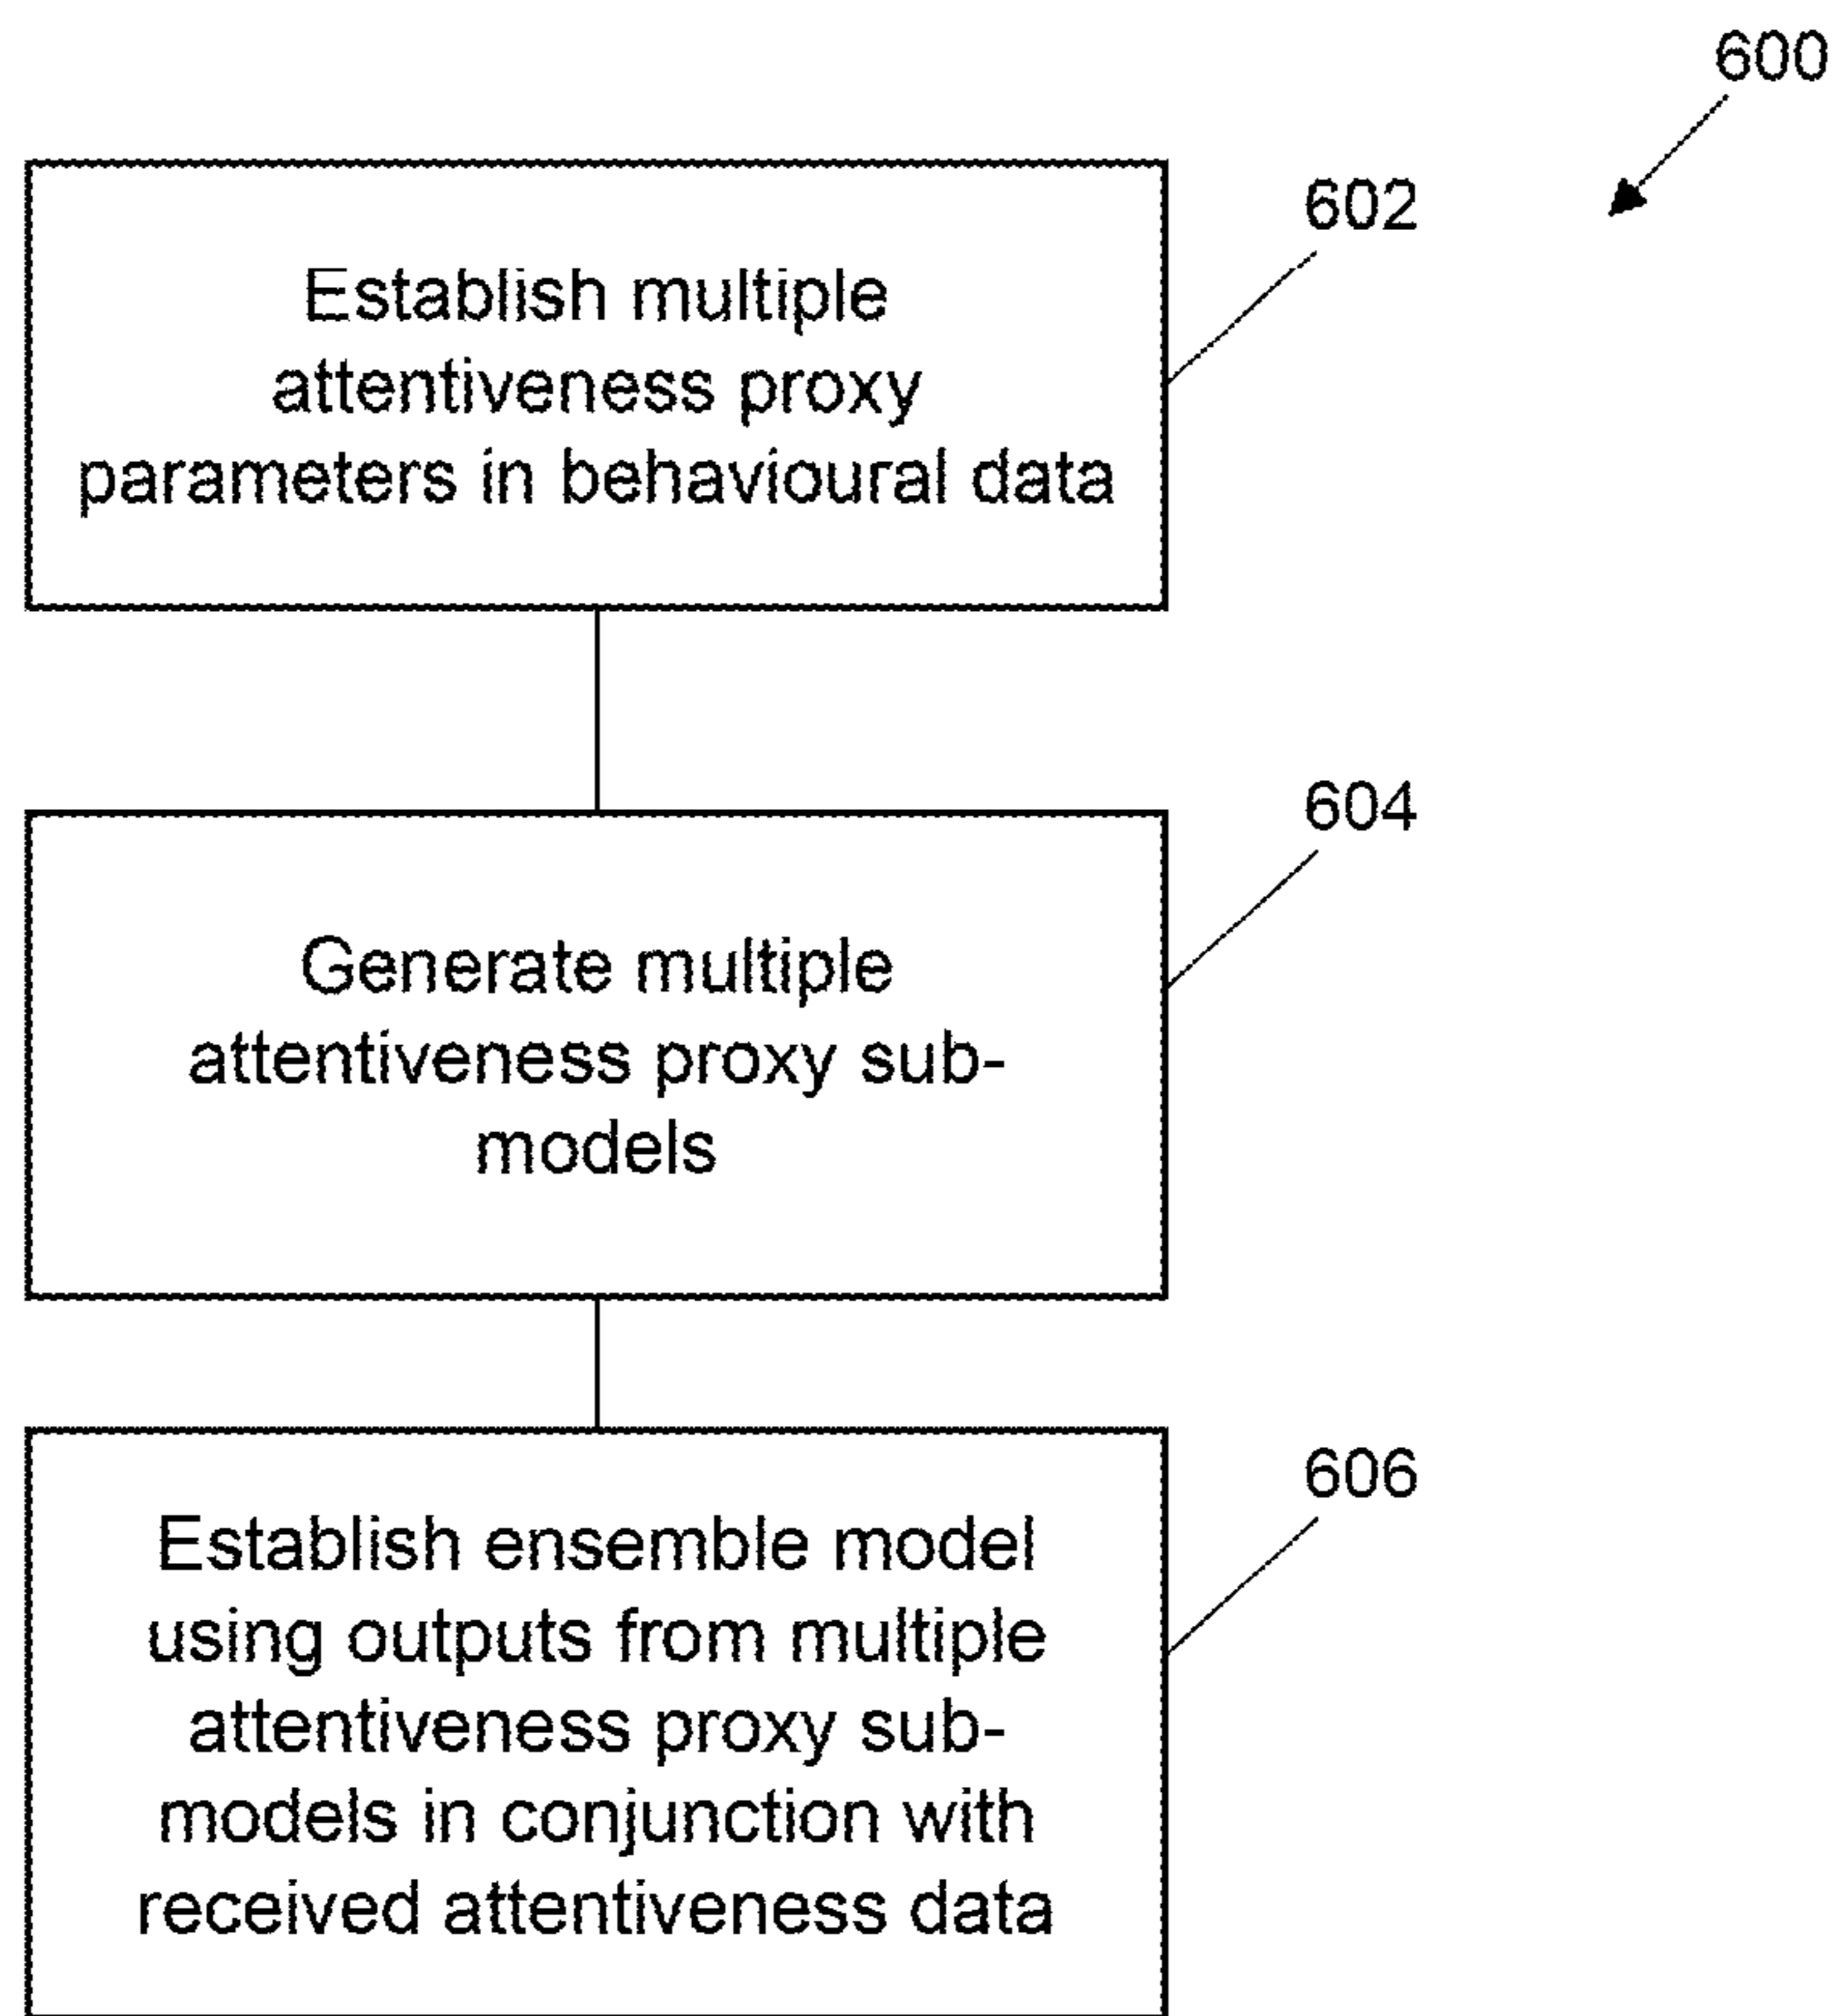 600
602
Establish multiple
attentiveness proxy
parameters in behavioural data
604
Generate multiple
attentiveness proxy sub-
models
606
Establish ensemble model
using outputs from multiple
attentiveness proxy sub-
models in conjunction with
received attentiveness data